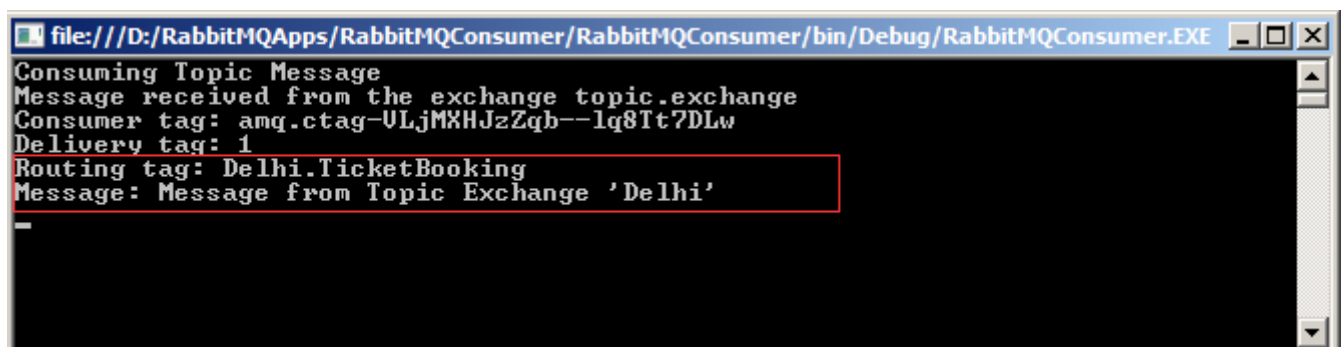 file:///D:/RabbitMQApps/RabbitMQConsumer/RabbitMQConsumer/bin/Debug/RabbitMQConsumer.EXE
Consuming Topic Message
Message received from the exchange topic.exchange
Consumer tag: amq.ctag-VLjMXHJzZqb--lq8Tt7DLw
Delivery tag: 1
Routing tag: Delhi.TicketBooking
Message: Message from Topic Exchange 'Delhi'